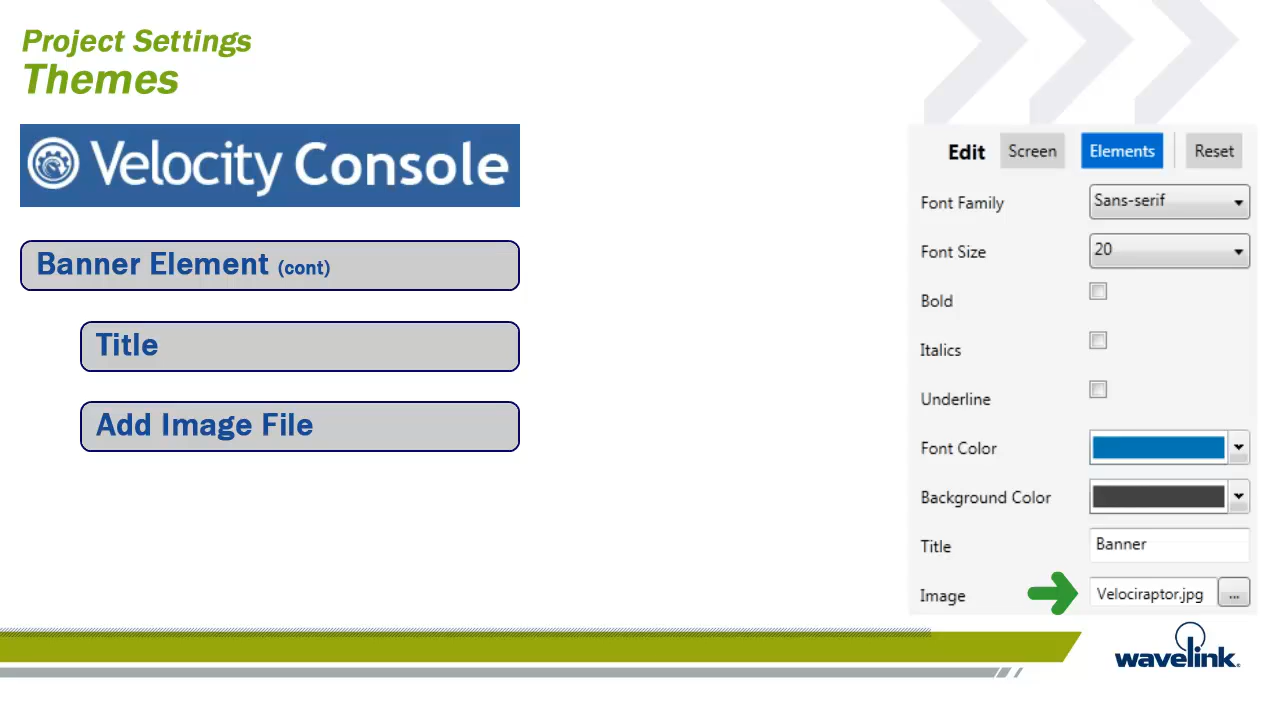 Project Settings
Themes
Velocity Console
Banner Element (cont)
Title
Add Image File
Edit Screen Elements Reset
Font Family Sans-serif
Font Size 20
Bold
Italics
Underline
Font Color
Background Color
Title Banner
Image Velociraptor.jpg ...
wavelink®